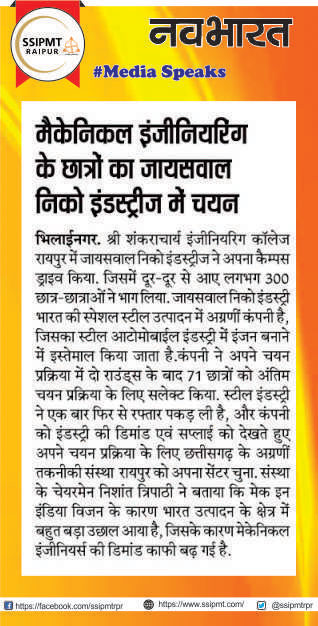 SSIPMT
RAIPUR
नवभारत
#Media Speaks
मैकेनिकल इंजीनियरिंग
के छात्रों का जायसवाल
निको इंडस्ट्रीज में चयन
भिलाईनगर. श्री शंकराचार्य इंजीनियरिंग कॉलेज
रायपुर में जायसवाल निको इंडस्ट्रीज ने अपना कैम्पस
ड्राइव किया. जिसमें दूर-दूर से आए लगभग 300
छात्र-छात्राओं ने भाग लिया. जायसवाल निको इंडस्ट्री
भारत की स्पेशल स्टील उत्पादन में अग्रणी कंपनी है,
जिसका स्टील आटोमोबाईल इंडस्ट्री में इंजन बनाने
में इस्तेमाल किया जाता है.कंपनी ने अपने चयन
प्रक्रिया में दो राउंड्स के बाद 71 छात्रों को अंतिम
चयन प्रक्रिया के लिए सलेक्ट किया. स्टील इंडस्ट्री
ने एक बार फिर से रफ्तार पकड़ ली है, और कंपनी
को इंडस्ट्री की डिमांड एवं सप्लाई को देखते हुए
अपने चयन प्रक्रिया के लिए छत्तीसगढ़ के अग्रणी
तकनीकी संस्था रायपुर को अपना सेंटर चुना. संस्था
के चेयरमेन निशांत त्रिपाठी ने बताया कि मेक इन
इंडिया विजन के कारण भारत उत्पादन के क्षेत्र में
बहुत बड़ा उछाल आया है, जिसके कारण मेकेनिकल
इंजीनियर्स की डिमांड काफी बढ़ गई है.
https://facebook.com/ssipmtrpr https://www.ssipmt.com/ @ssipmtrpr